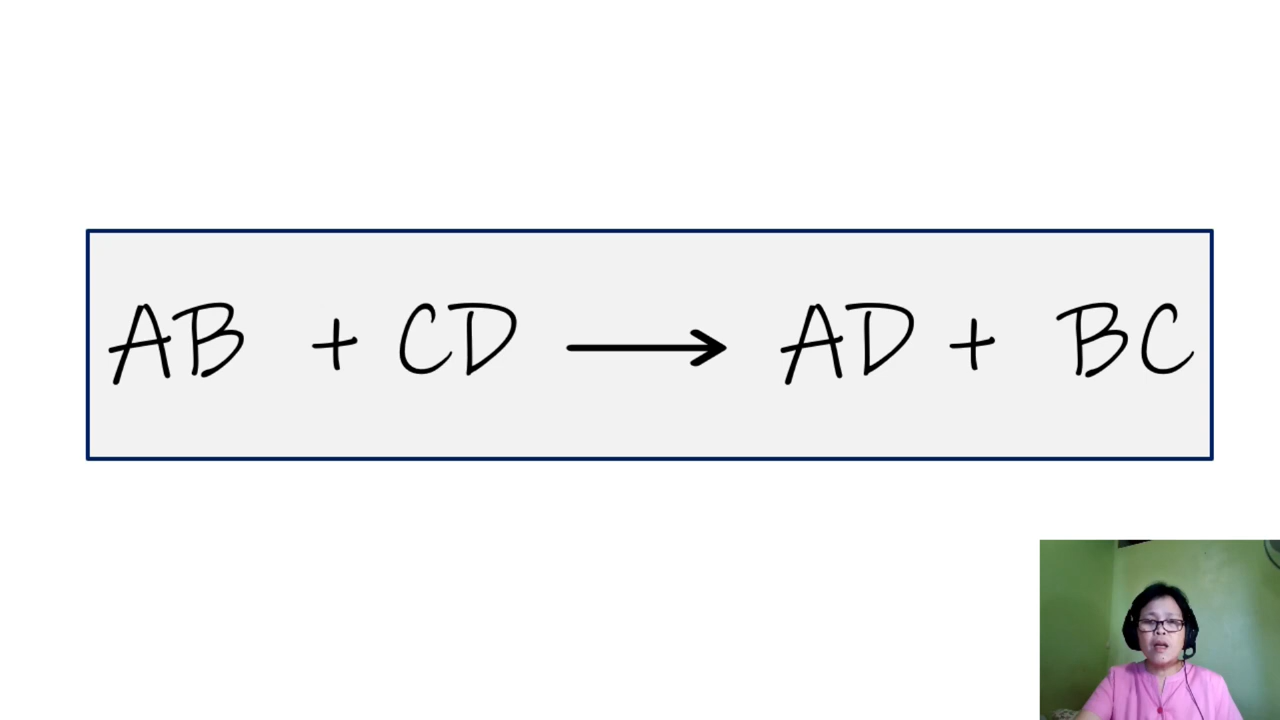 AB + CD → AD + BC